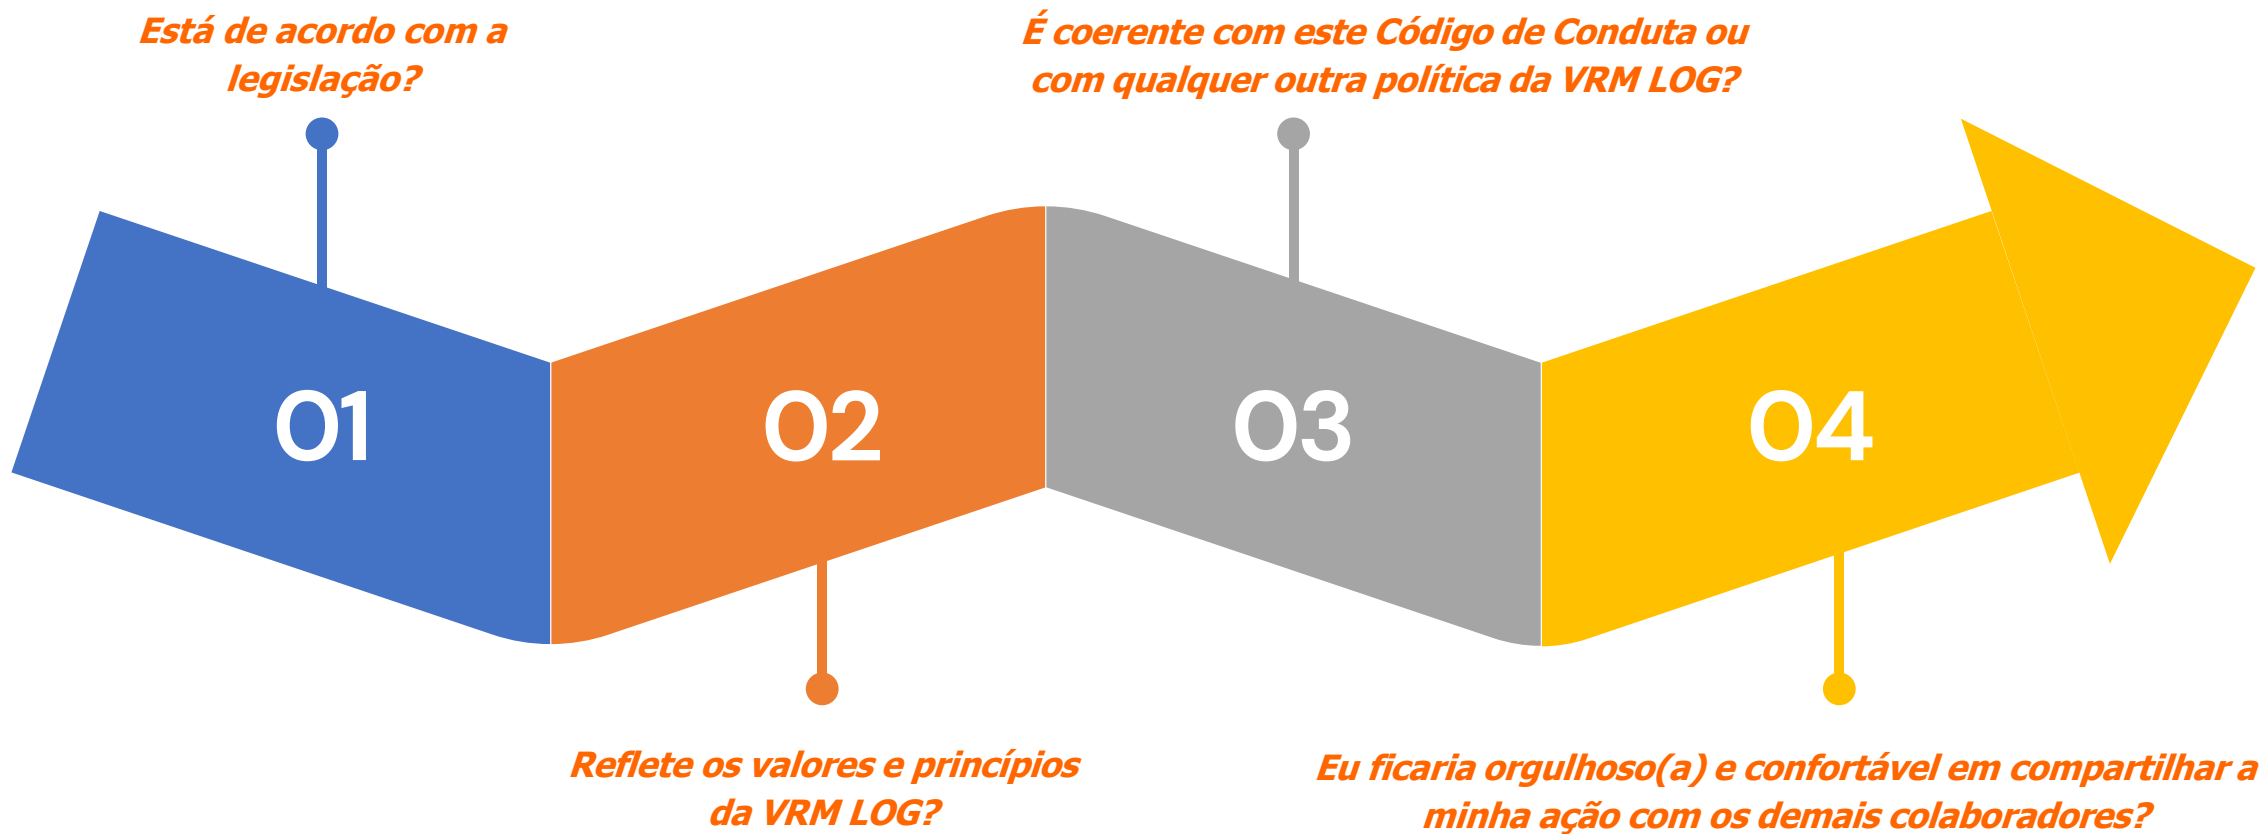 Está de acordo com a
legislação?
É coerente com este Código de Conduta ou
com qualquer outra política da VRM LOG?
01
02
03
04
Reflete os valores e princípios
da VRM LOG?
Eu ficaria orgulhoso(a) e confortável em compartilhar a
minha ação com os demais colaboradores?